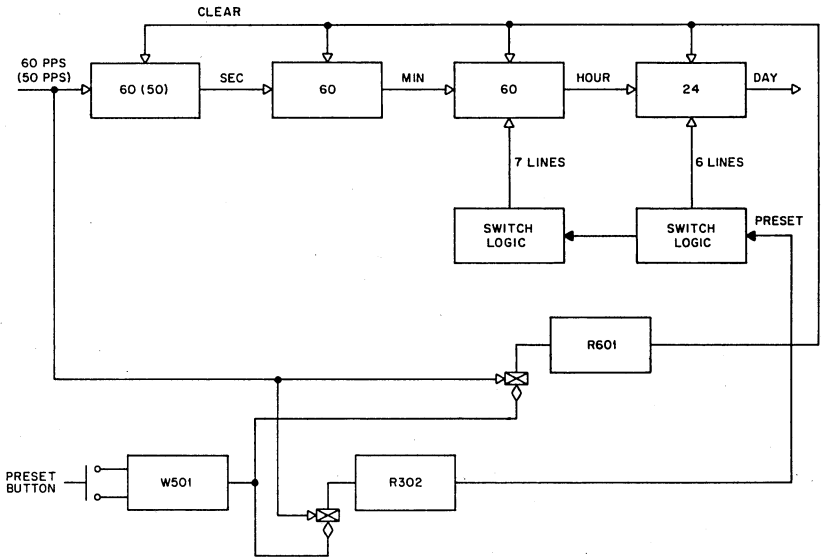 CLEAR
60 PPS
(50 PPS)
60 (50)
SEC
60
MIN
60
HOUR
24
DAY
7 LINES
6 LINES
SWITCH
LOGIC
SWITCH
LOGIC
PRESET
R601
PRESET
BUTTON
W501
R302